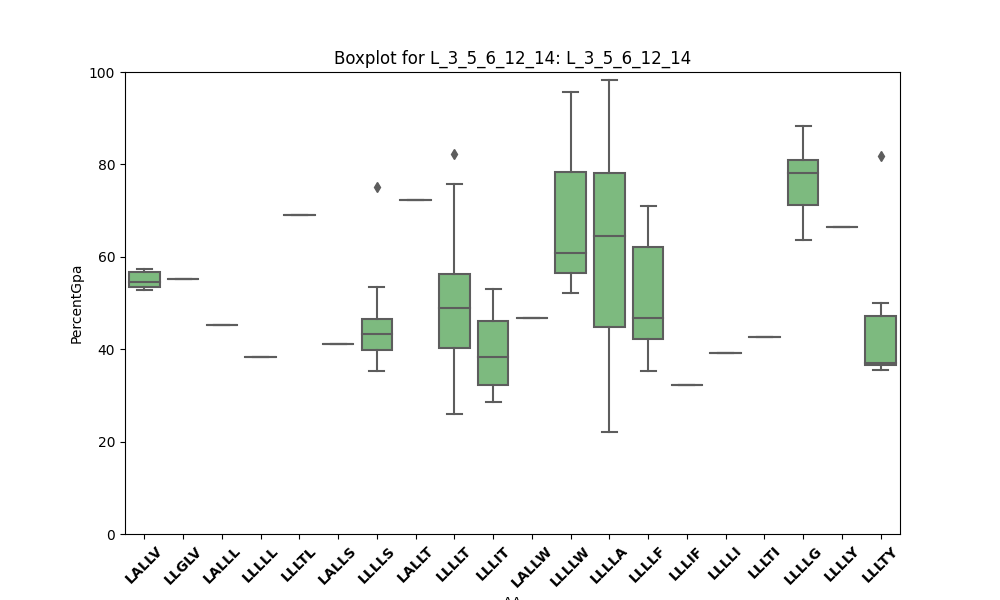 Boxplot for L_3_5_6_12_14: L_3_5_6_12_14
100
80
60
40
20
0
PercentGpa
LALLV LLGLV LALLL LLLLL LLLTL LALLS LLLLS LALLT LLLLT LLLIT LALLW LLLLW LLLLA LLLLF LLLIF LLLLI LLLTI LLLLG LLLLY LLLTY